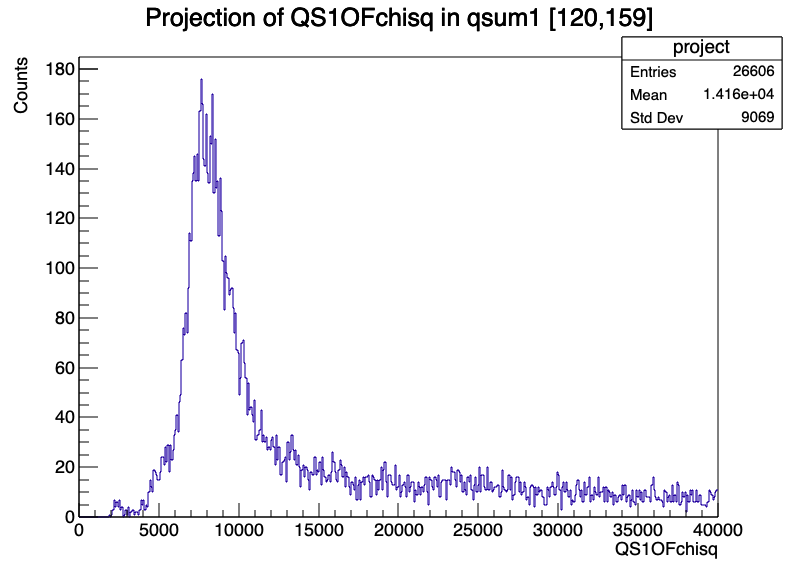 Projection of QS1OFchisq in qsum1 [120,159]
project
Entries 26606
Mean 1.416e+04
Std Dev 9069
Counts
180
160
140
120
100
80
60
40
20
0
0 5000 10000 15000 20000 25000 30000 35000 40000
QS1OFchisq